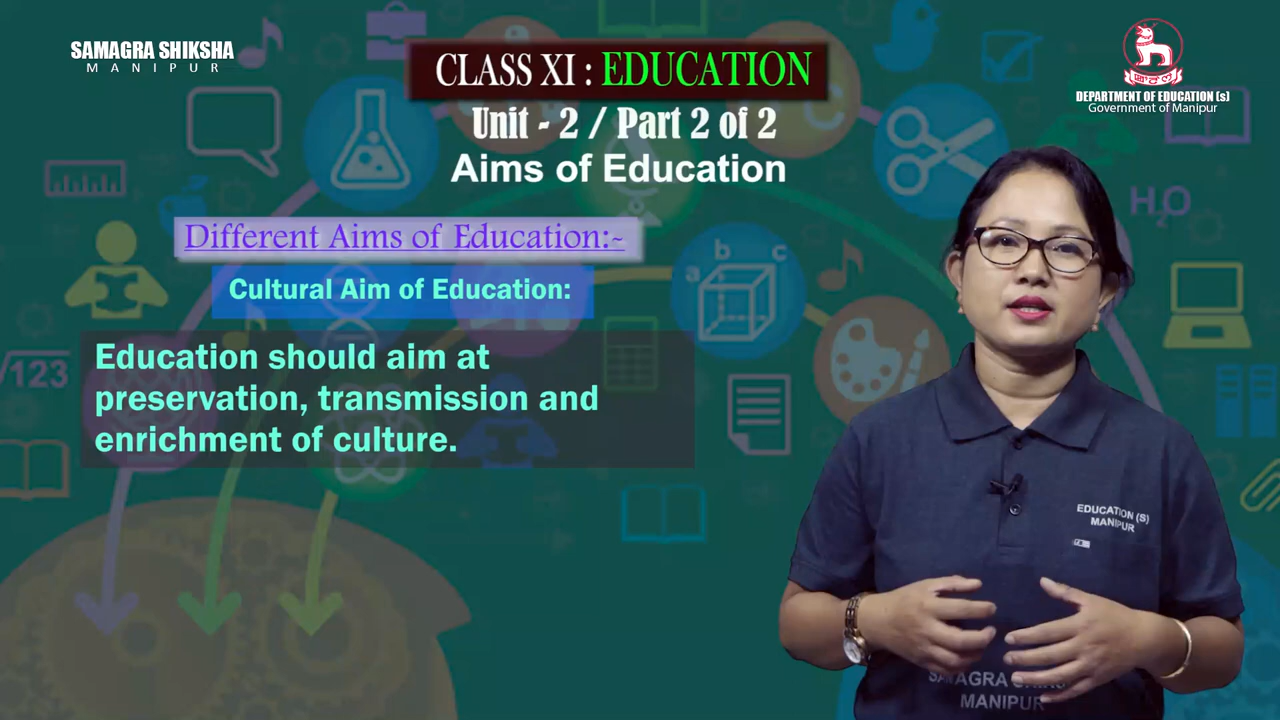 SAMAGRA SHIKSHA
MANIPUR
CLASS XI : EDUCATION
Unit - 2 / Part 2 of 2
Aims of Education
DEPARTMENT OF EDUCATION (s)
Government of Manipur
Different Aims of Education:~
Cultural Aim of Education:
Education should aim at
preservation, transmission and
enrichment of culture.
a b c
H₂O
√123
EDUCATION (S)
MANIPUR
MANIPUR